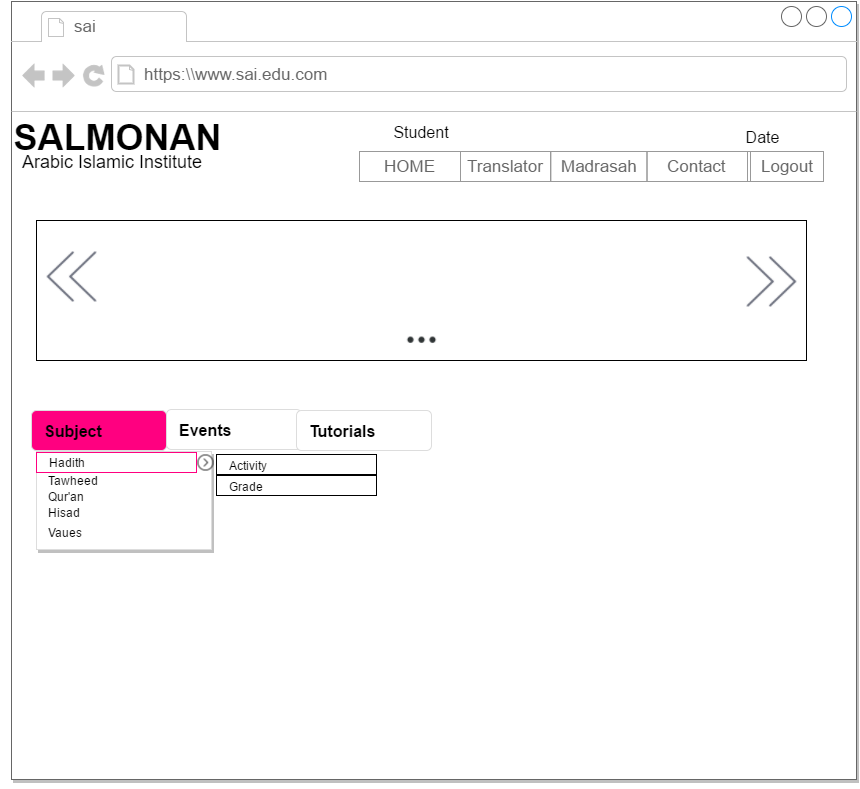 sai
https:\\www.sai.edu.com
SALMONAN
Arabic Islamic Institute
Student
Date
HOME Translator Madrasah Contact Logout
Subject Events Tutorials
Hadith
Tawheed
Qur'an
Hisad
Vaues
Activity
Grade